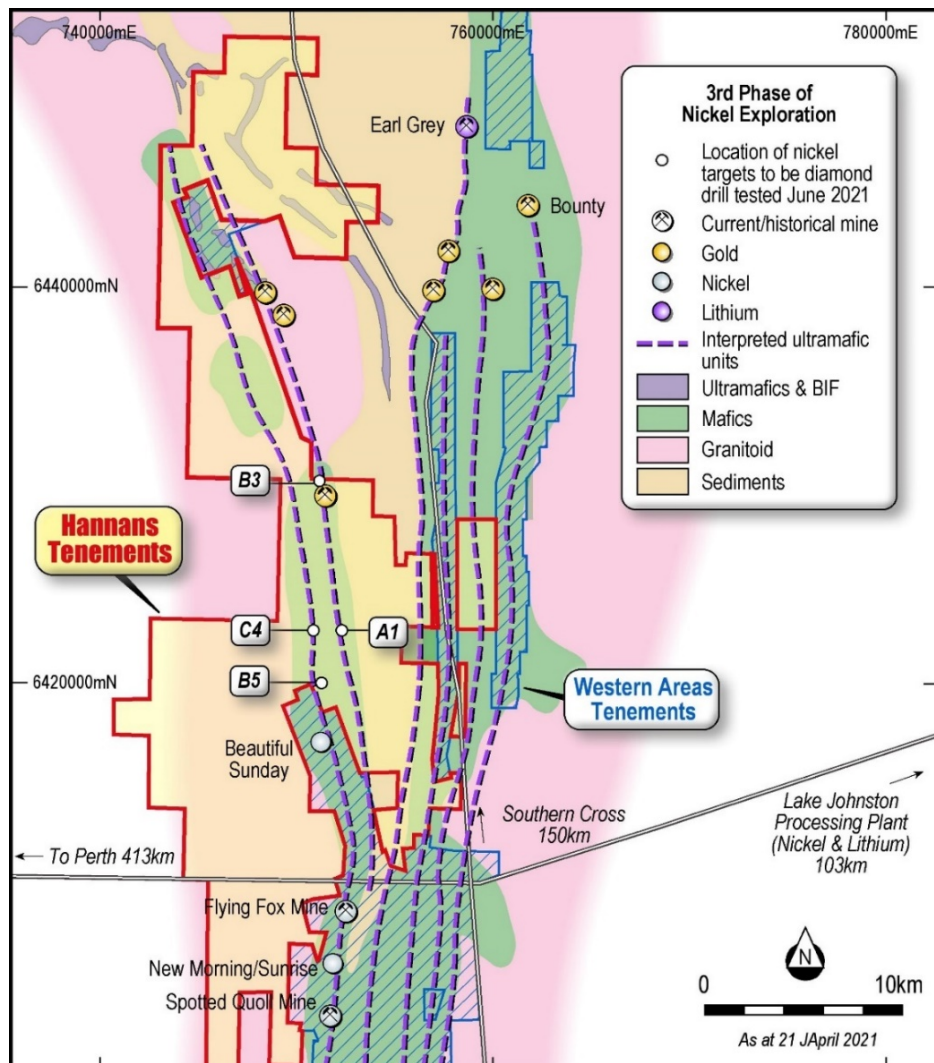 740000mE
760000mE
780000mE
3rd Phase of
Nickel Exploration
Location of nickel
targets to be diamond
drill tested June 2021
Current/historical mine
Gold
Nickel
Lithium
Interpreted ultramafic
units
Ultramafics & BIF
Mafics
Granitoid
Sediments
Earl Grey
Bounty
6440000mN
B3
Hannans
Tenements
C4
A1
B5
6420000mN
Western Areas
Tenements
Beautiful
Sunday
Southern Cross
150km
Lake Johnston
Processing Plant
(Nickel & Lithium)
103km
To Perth 413km
Flying Fox Mine
New Morning/Sunrise
Spotted Quoll Mine
N
0 10km
As at 21 JApril 2021